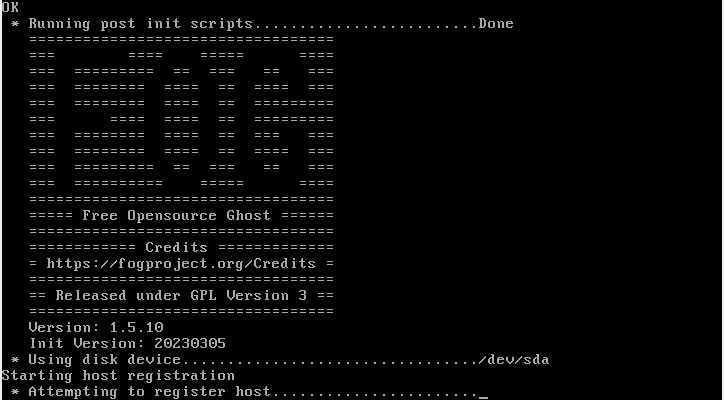 OK
 * Running post init scripts.........................Done
   ==================================
   ===        ====    =====      ====
   ===  =========  ==  ===   ==   ===
   ===  ========  ====  ==  ====  ===
   ===  ========  ====  ==  =========
   ===      ====  ====  ==  =========
   ===  ========  ====  ==  ===   ===
   ===  ========  ====  ==  ====  ===
   ===  =========  ==  ===   ==   ===
   ===  ==========    =====      ====
   ==================================
   ===== Free Opensource Ghost ======
   ==================================
   ============ Credits =============
   = https://fogproject.org/Credits =
   ==================================
   == Released under GPL Version 3 ==
   ==================================
   Version: 1.5.10
   Init Version: 20230305
 * Using disk device.................................../dev/sda
Starting host registration
 * Attempting to register host........................._